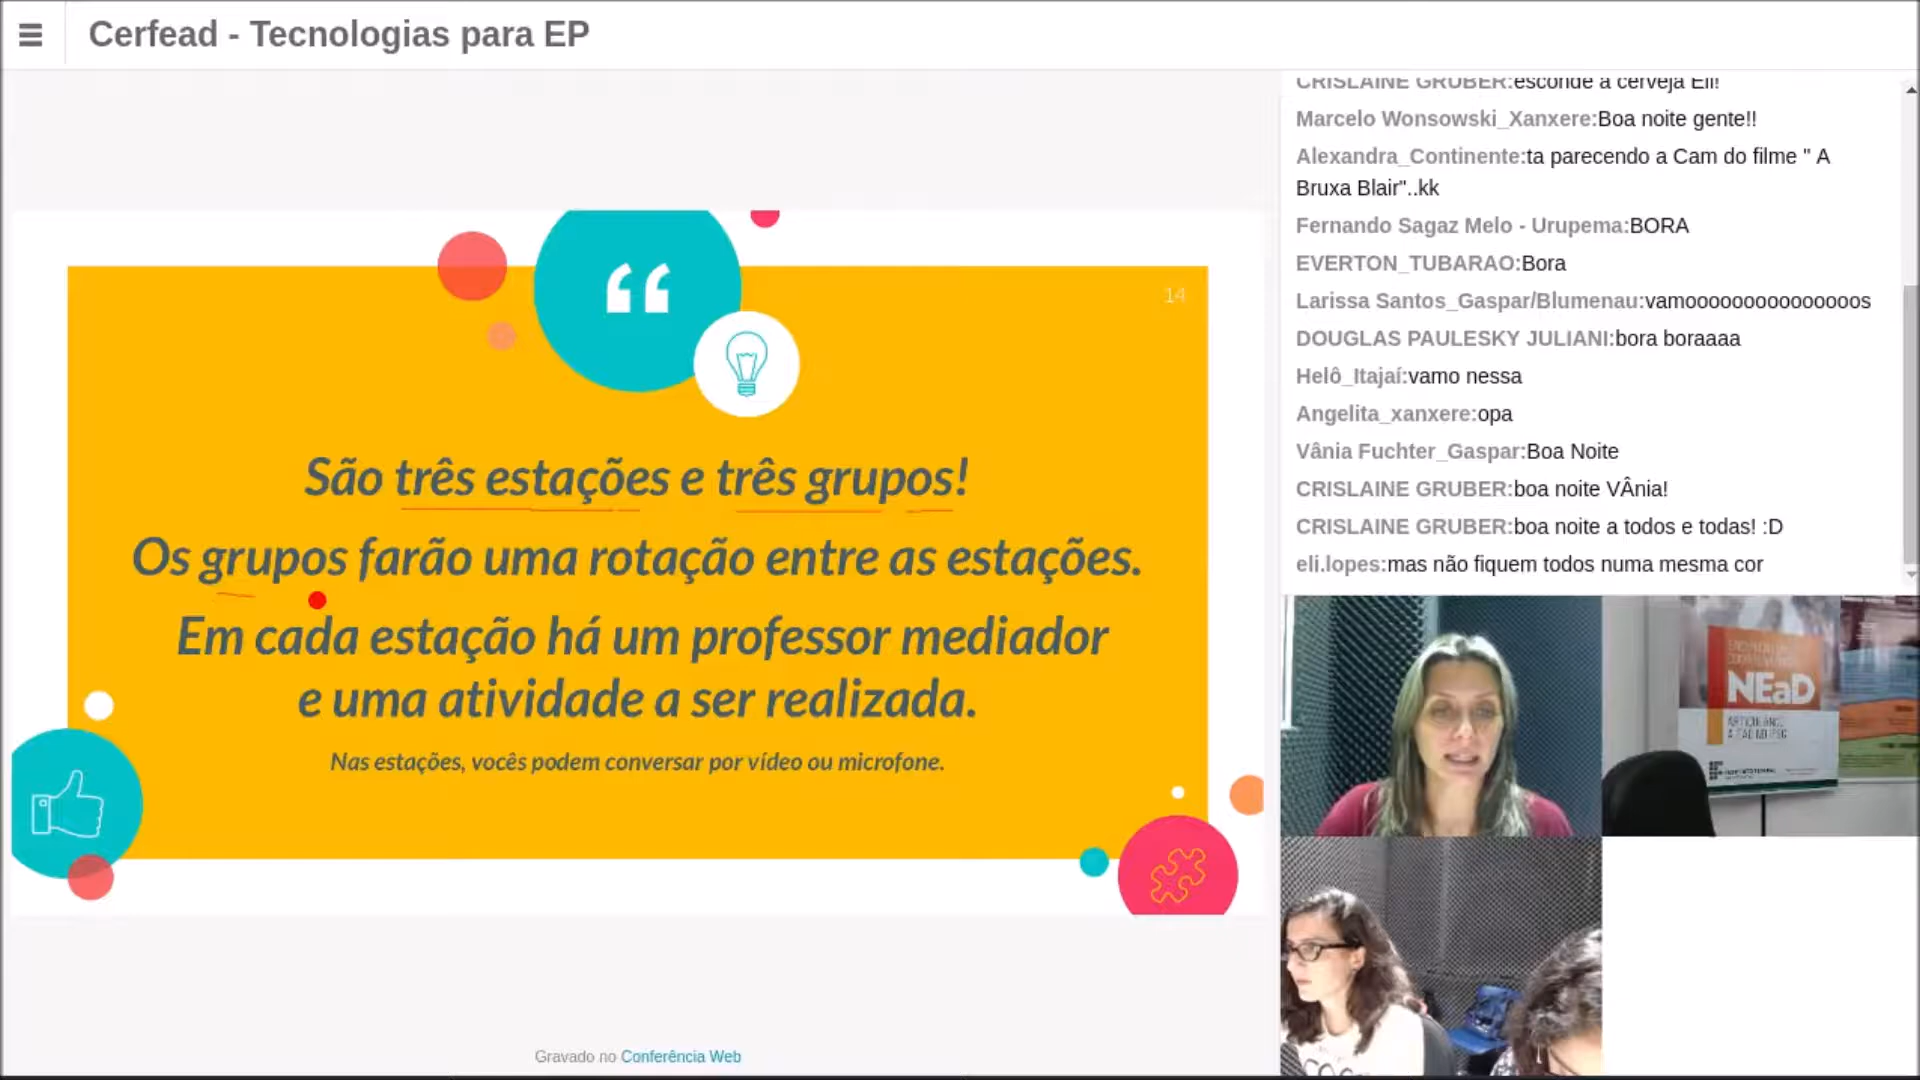 Cerfead - Tecnologias para EP
14
São três estações e três grupos!
Os grupos farão uma rotação entre as estações.
Em cada estação há um professor mediador
e uma atividade a ser realizada.
Nas estações, vocês podem conversar por vídeo ou microfone.
Gravado no Conferência Web
CRISLAINE GRUBER:esconde a cerveja Eli!
Marcelo Wonsowski_Xanxere:Boa noite gente!!
Alexandra_Continente:ta parecendo a Cam do filme " A
Bruxa Blair"..kk
Fernando Sagaz Melo - Urupema:BORA
EVERTON_TUBARAO:Bora
Larissa Santos_Gaspar/Blumenau:vamooooooooooooooos
DOUGLAS PAULESKY JULIANI:bora boraaaa
Helô_Itajaí:vamo nessa
Angelita_xanxere:opa
Vânia Fuchter_Gaspar:Boa Noite
CRISLAINE GRUBER:boa noite VÂnia!
CRISLAINE GRUBER:boa noite a todos e todas! :D
eli.lopes:mas não fiquem todos numa mesma cor
NEaD